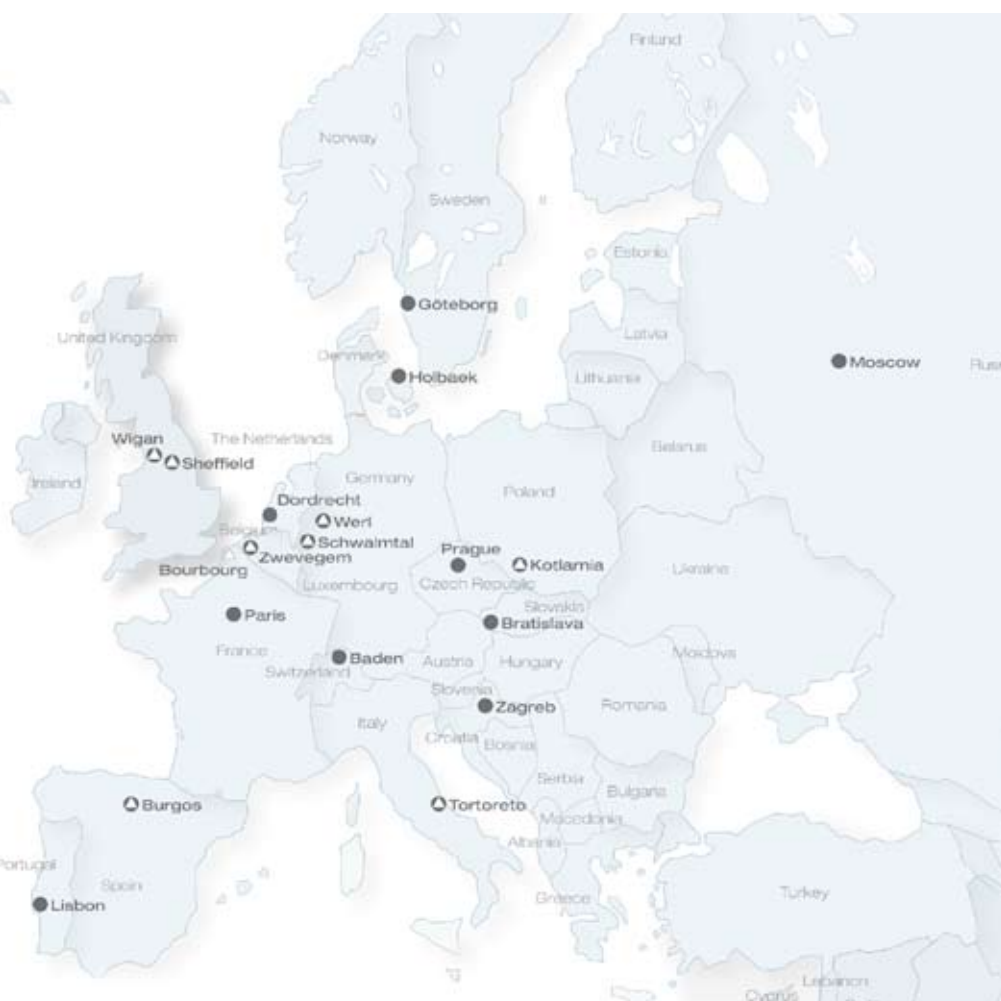 Finland
Norway
Sweden
Estonia
Göteborg
Latvia
United Kingdom
Denmark
Moscow
Holbaek
Lithuania
Wigan
The Netherlands
Sheffield
Belarus
Ireland
Germany
Poland
Dordrecht
Werl
Belgium
Schwalmtal
Zwevegem
Prague
Bourbourg
Kotlarnia
Ukraine
Luxembourg
Czech Republic
Slovakia
Paris
Bratislava
France
Moldova
Baden
Austria
Hungary
Switzerland
Slovenia
Zagreb
Romania
Italy
Croatia
Bosnia
Serbia
Bulgaria
Burgos
Tortoreto
Macedonia
Albania
Portugal
Spain
Greece
Turkey
Lisbon
Lebanon
Cyprus